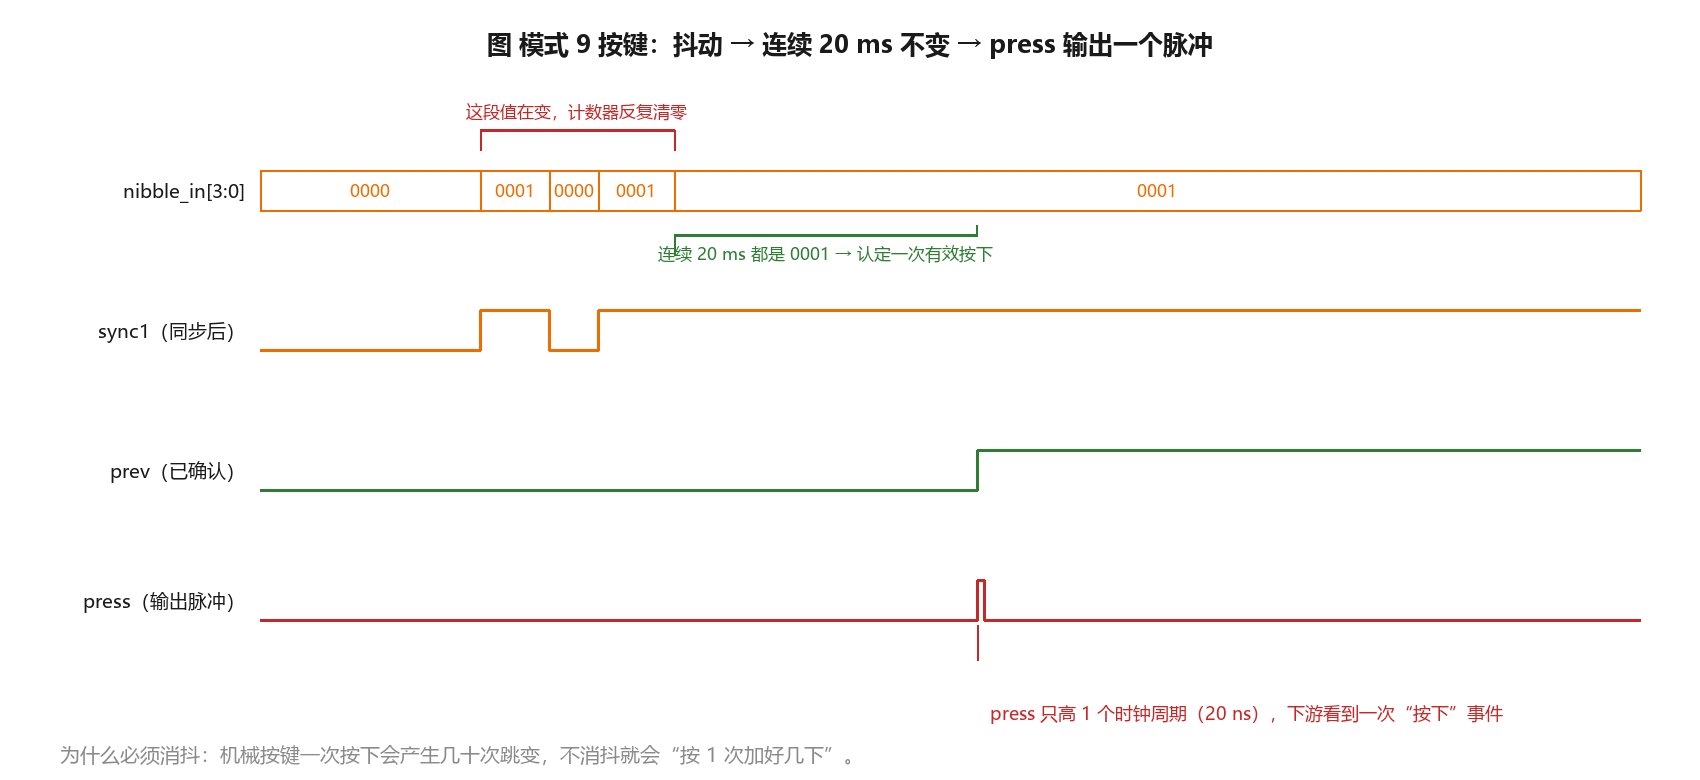 图 模式 9 按键：抖动 → 连续 20 ms 不变 → press 输出一个脉冲
这段值在变，计数器反复清零
nibble_in[3:0]
0000
0001
0000
0001
0001
连续 20 ms 都是 0001 → 认定一次有效按下
sync1（同步后）
prev（已确认）
press（输出脉冲）
press 只高 1 个时钟周期（20 ns），下游看到一次“按下”事件
为什么必须消抖：机械按键一次按下会产生几十次跳变，不消抖就会“按 1 次加好几下”。